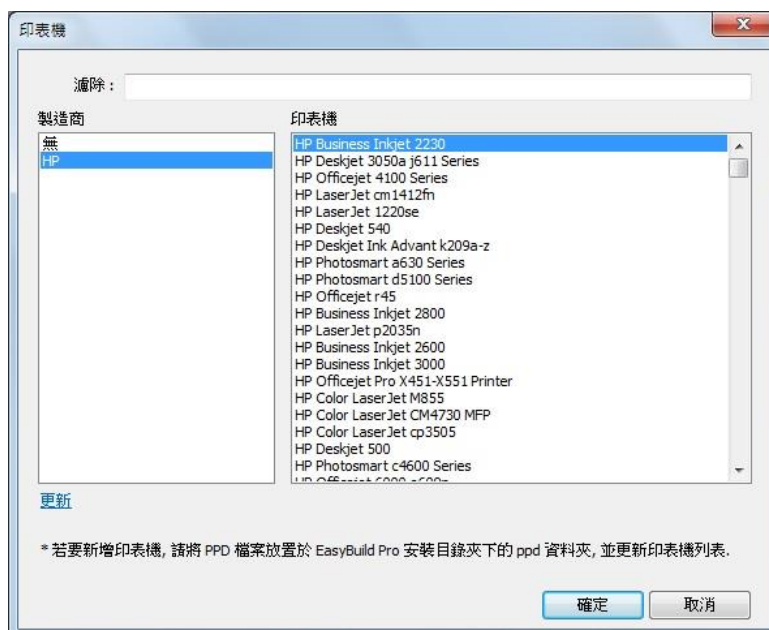 印表機
濾除：
製造商
無
HP
印表機
HP Business Inkjet 2230
HP Deskjet 3050a j611 Series
HP Officejet 4100 Series
HP LaserJet cm1412fn
HP LaserJet 1220se
HP Deskjet 540
HP Deskjet Ink Advant k209a-z
HP Photosmart a630 Series
HP Photosmart d5100 Series
HP Officejet r45
HP Business Inkjet 2800
HP LaserJet p2035n
HP Business Inkjet 2600
HP Business Inkjet 3000
HP Officejet Pro X451-X551 Printer
HP Color LaserJet M855
HP Color LaserJet CM4730 MFP
HP Color LaserJet cp3505
HP Deskjet 500
HP Photosmart c4600 Series
HP Officejet 6000
更新
* 若要新增印表機, 請將 PPD 檔案放置於 EasyBuild Pro 安裝目錄夾下的 ppd 資料夾, 並更新印表機列表.
確定
取消